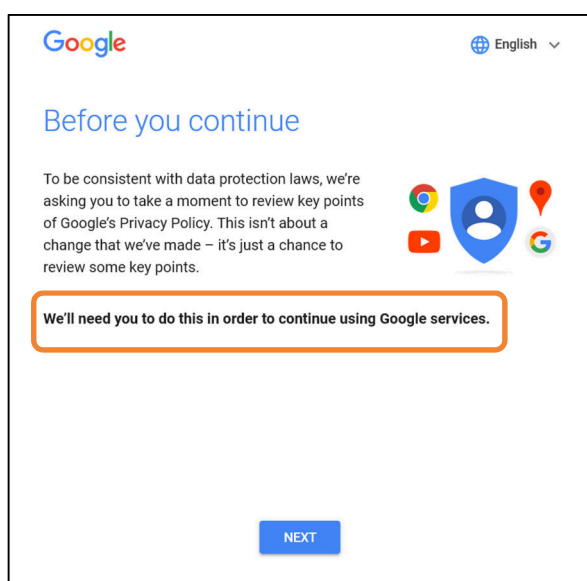 Google
English
Before you continue
To be consistent with data protection laws, we're
asking you to take a moment to review key points
of Google's Privacy Policy. This isn't about a
change that we've made – it's just a chance to
review some key points.
We'll need you to do this in order to continue using Google services.
NEXT